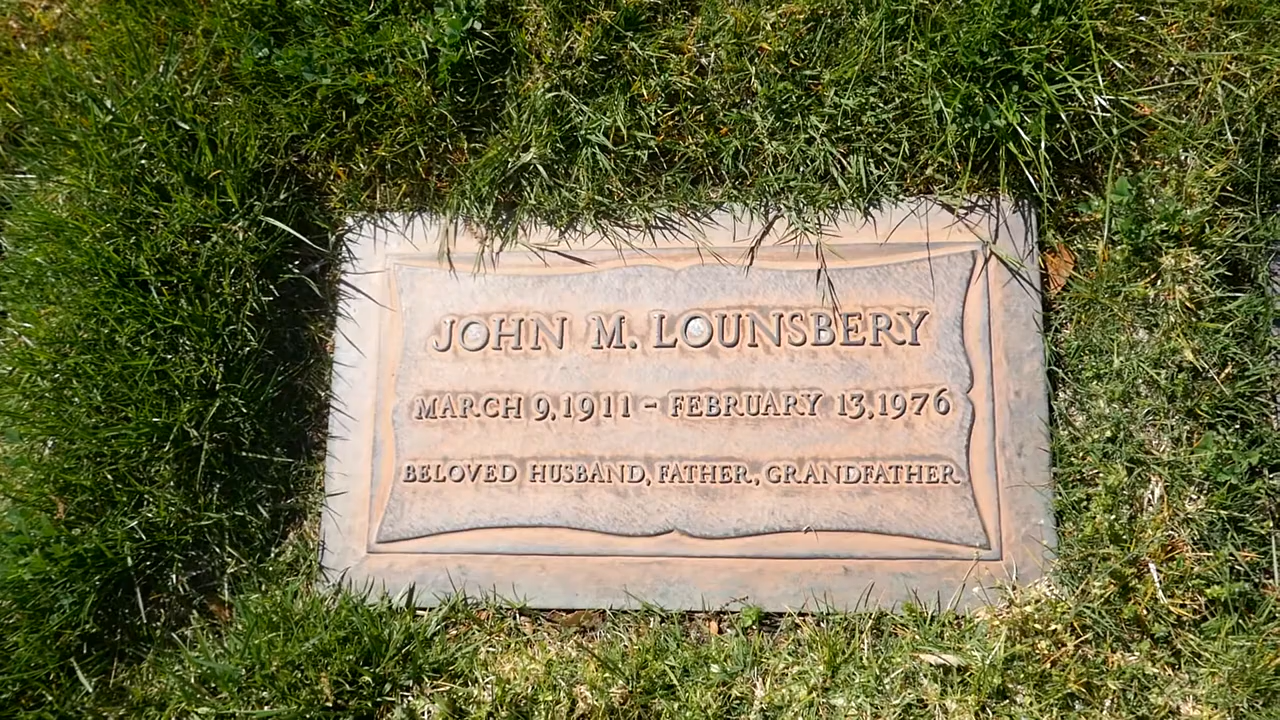 JOHN M. LOUNSBERY
MARCH 9, 1911 - FEBRUARY 13, 1976
BELOVED HUSBAND, FATHER, GRANDFATHER